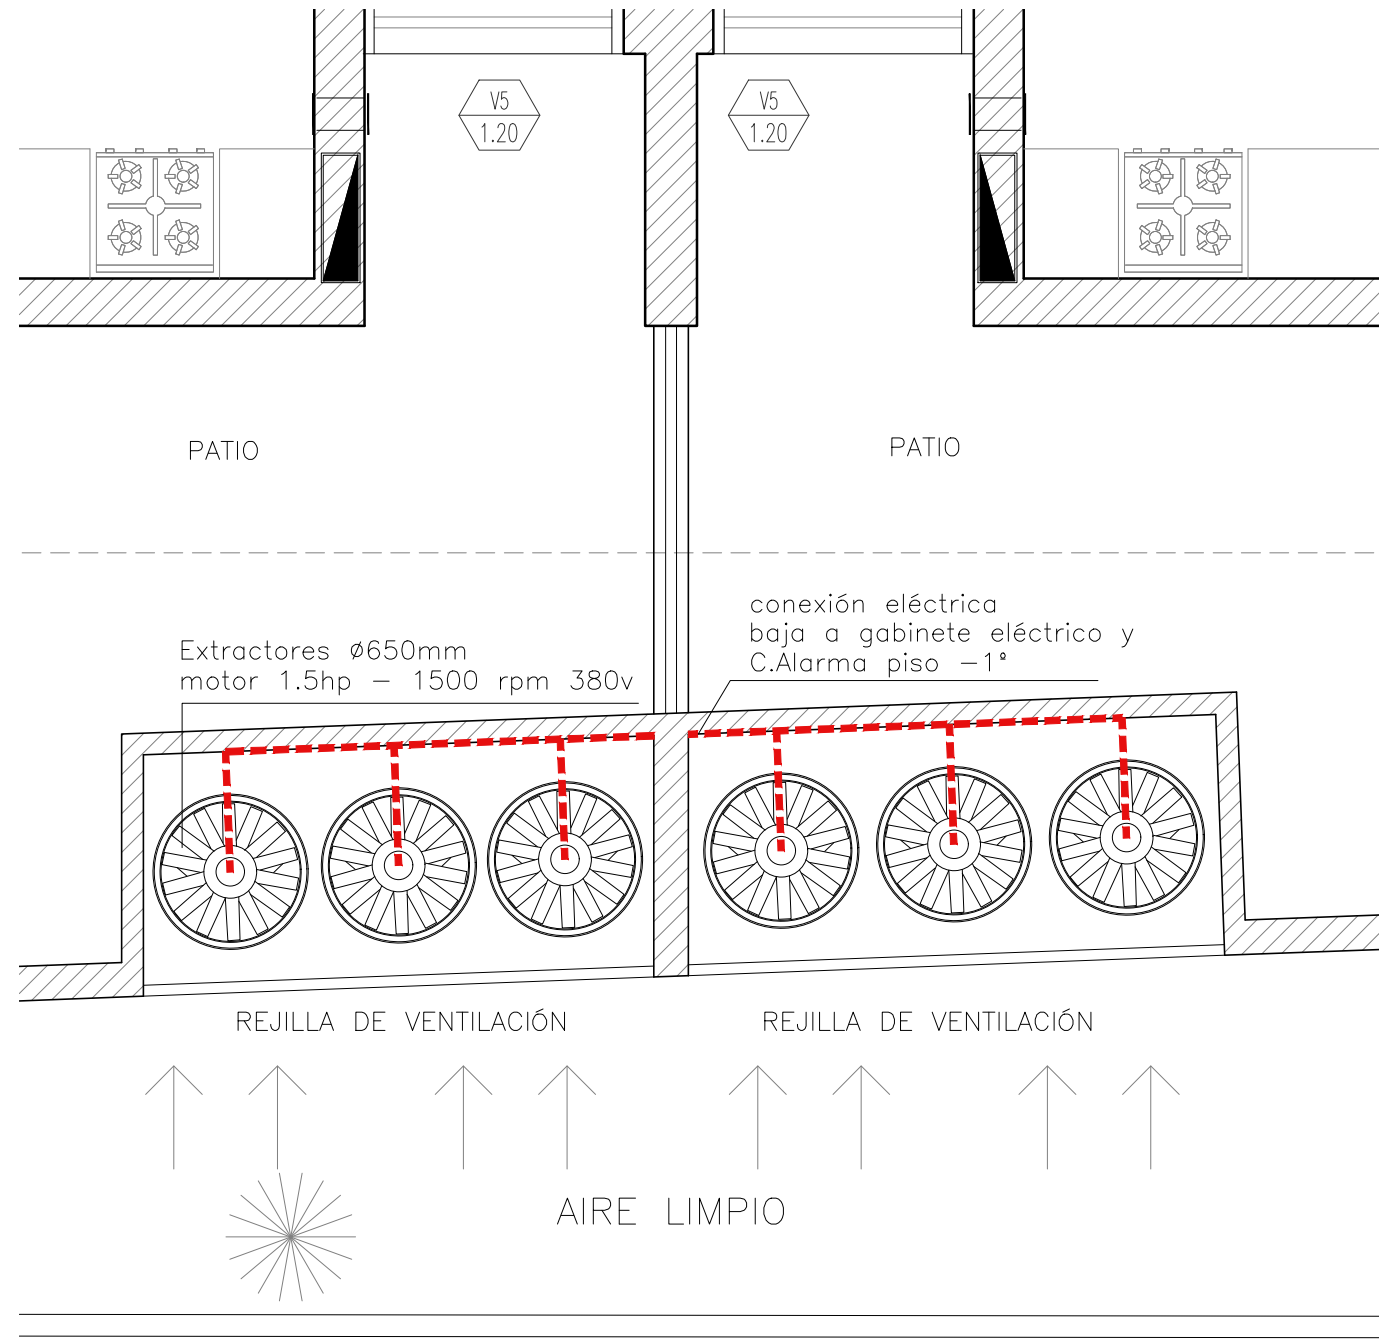 V5
1.20
V5
1.20
PATIO
PATIO
conexión eléctrica
baja a gabinete eléctrico y
C.Alarma piso -1º
Extractores ø650mm
motor 1.5hp - 1500 rpm 380v
REJILLA DE VENTILACIÓN
REJILLA DE VENTILACIÓN
AIRE LIMPIO